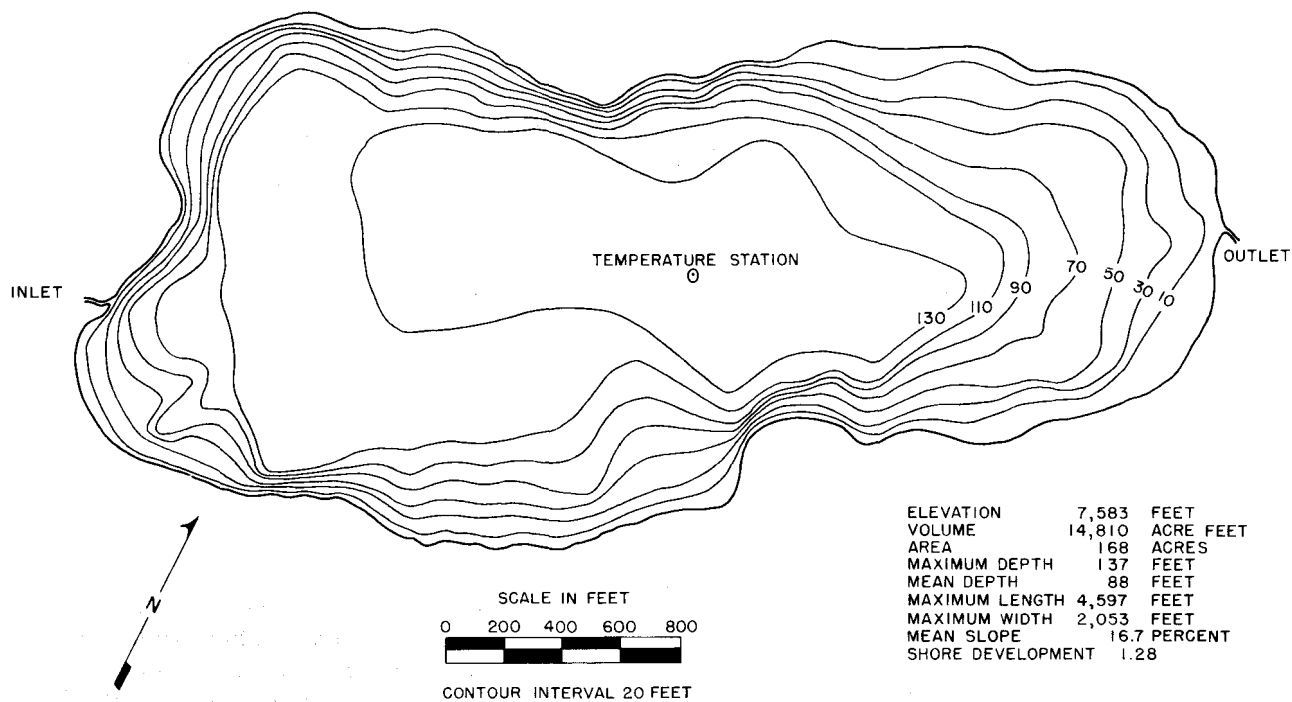 INLET
TEMPERATURE STATION
OUTLET
130
110
90
70
50
30
10
N
SCALE IN FEET
0 200 400 600 800
CONTOUR INTERVAL 20 FEET
ELEVATION 7,583 FEET
VOLUME 14,810 ACRE FEET
AREA 168 ACRES
MAXIMUM DEPTH 137 FEET
MEAN DEPTH 88 FEET
MAXIMUM LENGTH 4,597 FEET
MAXIMUM WIDTH 2,053 FEET
MEAN SLOPE 16.7 PERCENT
SHORE DEVELOPMENT 1.28